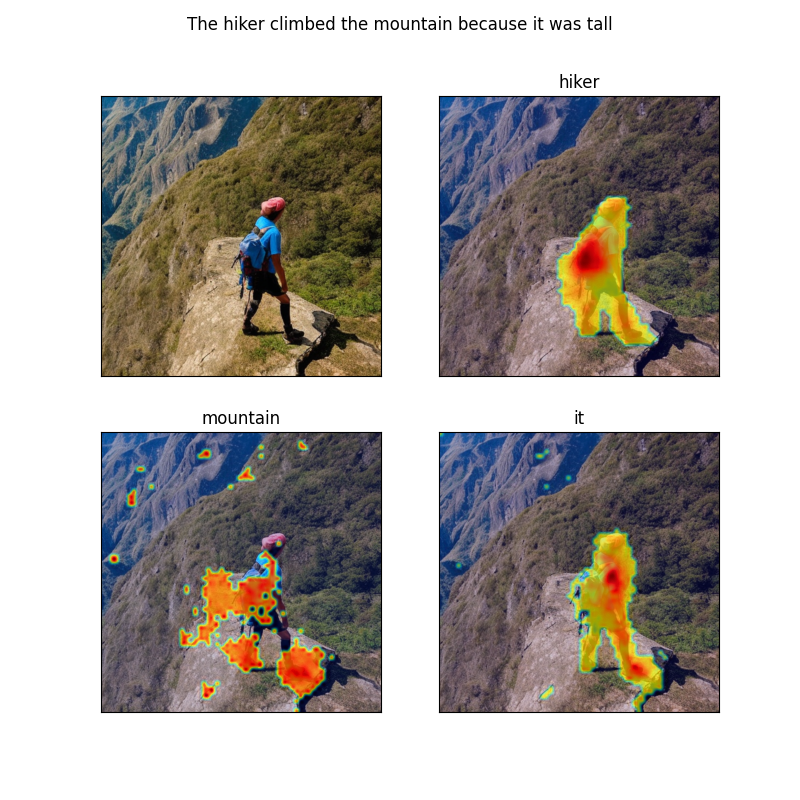 The hiker climbed the mountain because it was tall
hiker
mountain
it